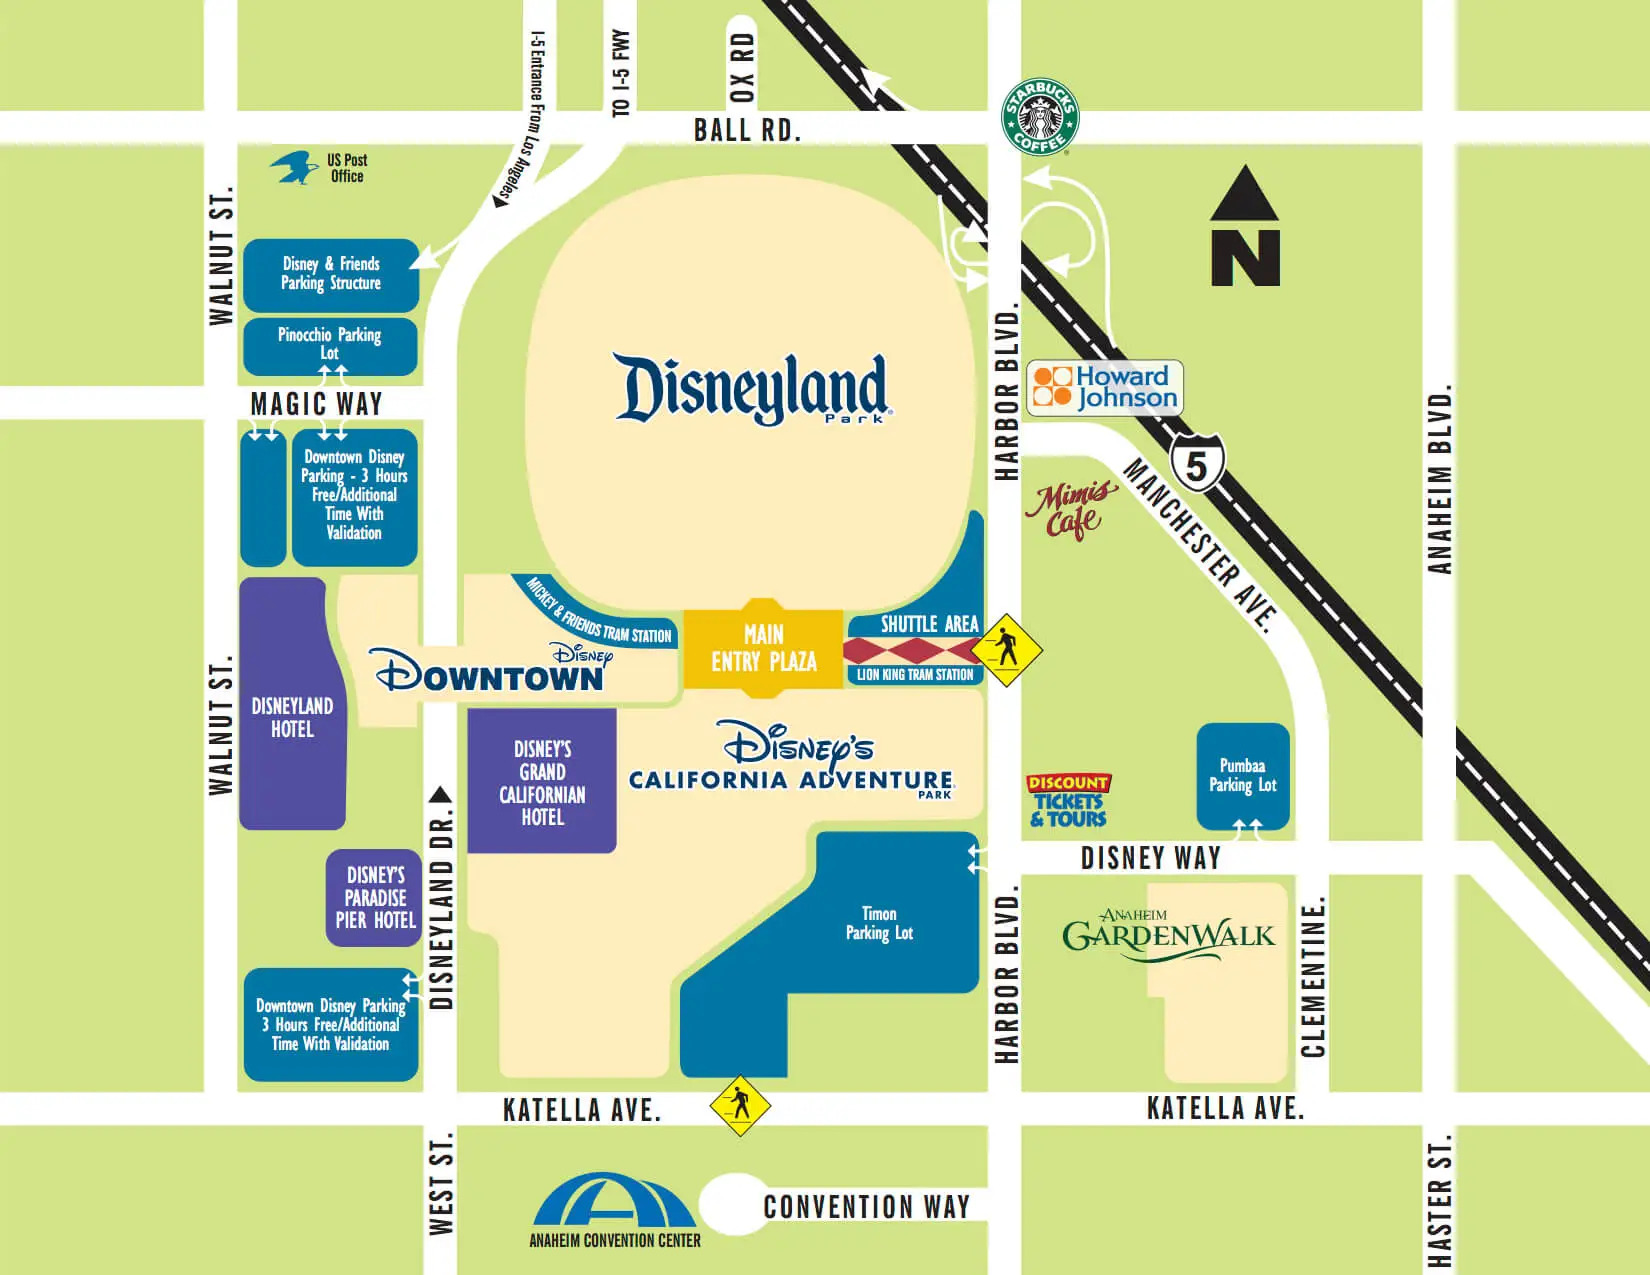 I-5 Entrance From Los Angeles
TO I-5 FWY
OX RD
BALL RD.
STARBUCKS
COFFEE
US Post
Office
WALNUT ST.
N
Disney & Friends
Parking Structure
Pinocchio Parking
Lot
MAGIC WAY
Downtown Disney
Parking - 3 Hours
Free/Additional
Time With
Validation
Disneyland
Park
HARBOR BLVD.
Howard
Johnson
5
Mimis
Cafe
MANCHESTER AVE.
ANAHEIM BLVD.
MICKEY & FRIENDS TRAM STATION
MAIN
ENTRY PLAZA
SHUTTLE AREA
LION KING TRAM STATION
Disney
DOWNTOWN
WALNUT ST.
DISNEYLAND
HOTEL
DISNEY'S
GRAND
CALIFORNIAN
HOTEL
DISNEY'S
CALIFORNIA ADVENTURE
PARK
DISCOUNT
TICKETS
& TOURS
Pumbaa
Parking Lot
DISNEY WAY
DISNEYLAND DR.
DISNEY'S
PARADISE
PIER HOTEL
Timon
Parking Lot
HARBOR BLVD.
ANAHEIM
GARDENWALK
CLEMENTINE.
Downtown Disney Parking
3 Hours Free/Additional
Time With Validation
KATELLA AVE.
KATELLA AVE.
WEST ST.
ANAHEIM CONVENTION CENTER
CONVENTION WAY
HASTER ST.